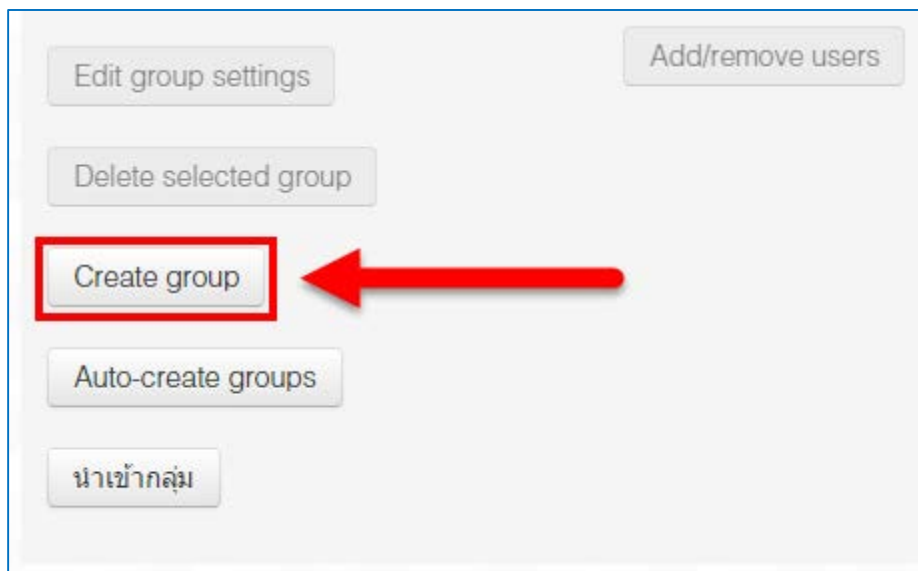 Edit group settings
Add/remove users
Delete selected group
Create group
Auto-create groups
นำเข้ากลุ่ม